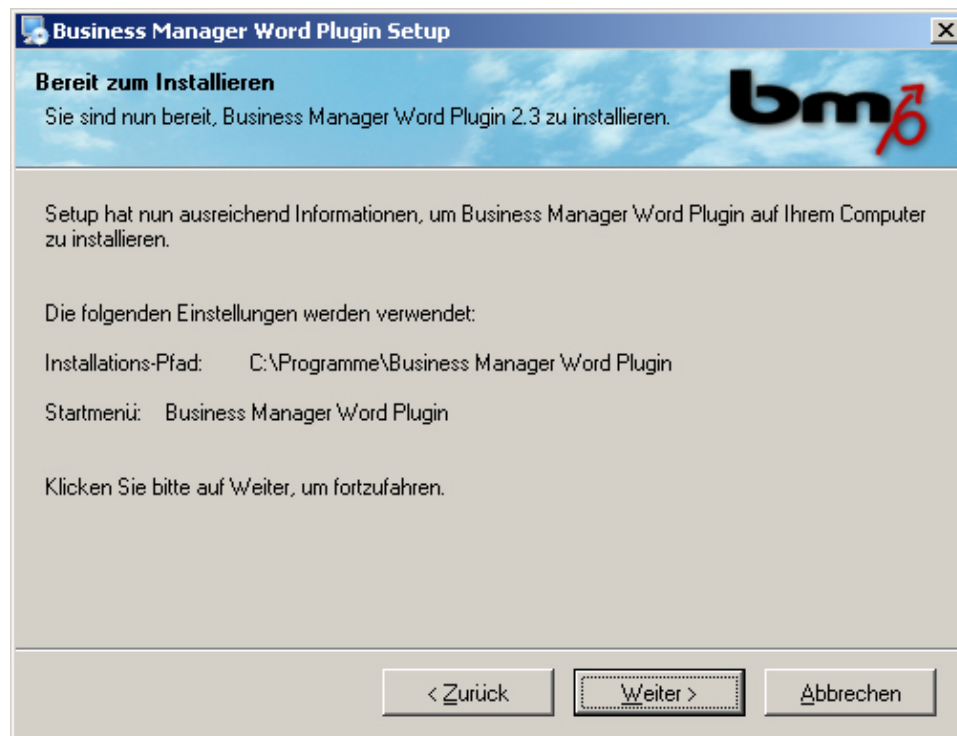 Business Manager Word Plugin Setup
Bereit zum Installieren
Sie sind nun bereit, Business Manager Word Plugin 2.3 zu installieren.
bm6
Setup hat nun ausreichend Informationen, um Business Manager Word Plugin auf Ihrem Computer
zu installieren.
Die folgenden Einstellungen werden verwendet:
Installations-Pfad: C:\Programme\Business Manager Word Plugin
Startmenü: Business Manager Word Plugin
Klicken Sie bitte auf Weiter, um fortzufahren.
< Zurück Weiter > Abbrechen